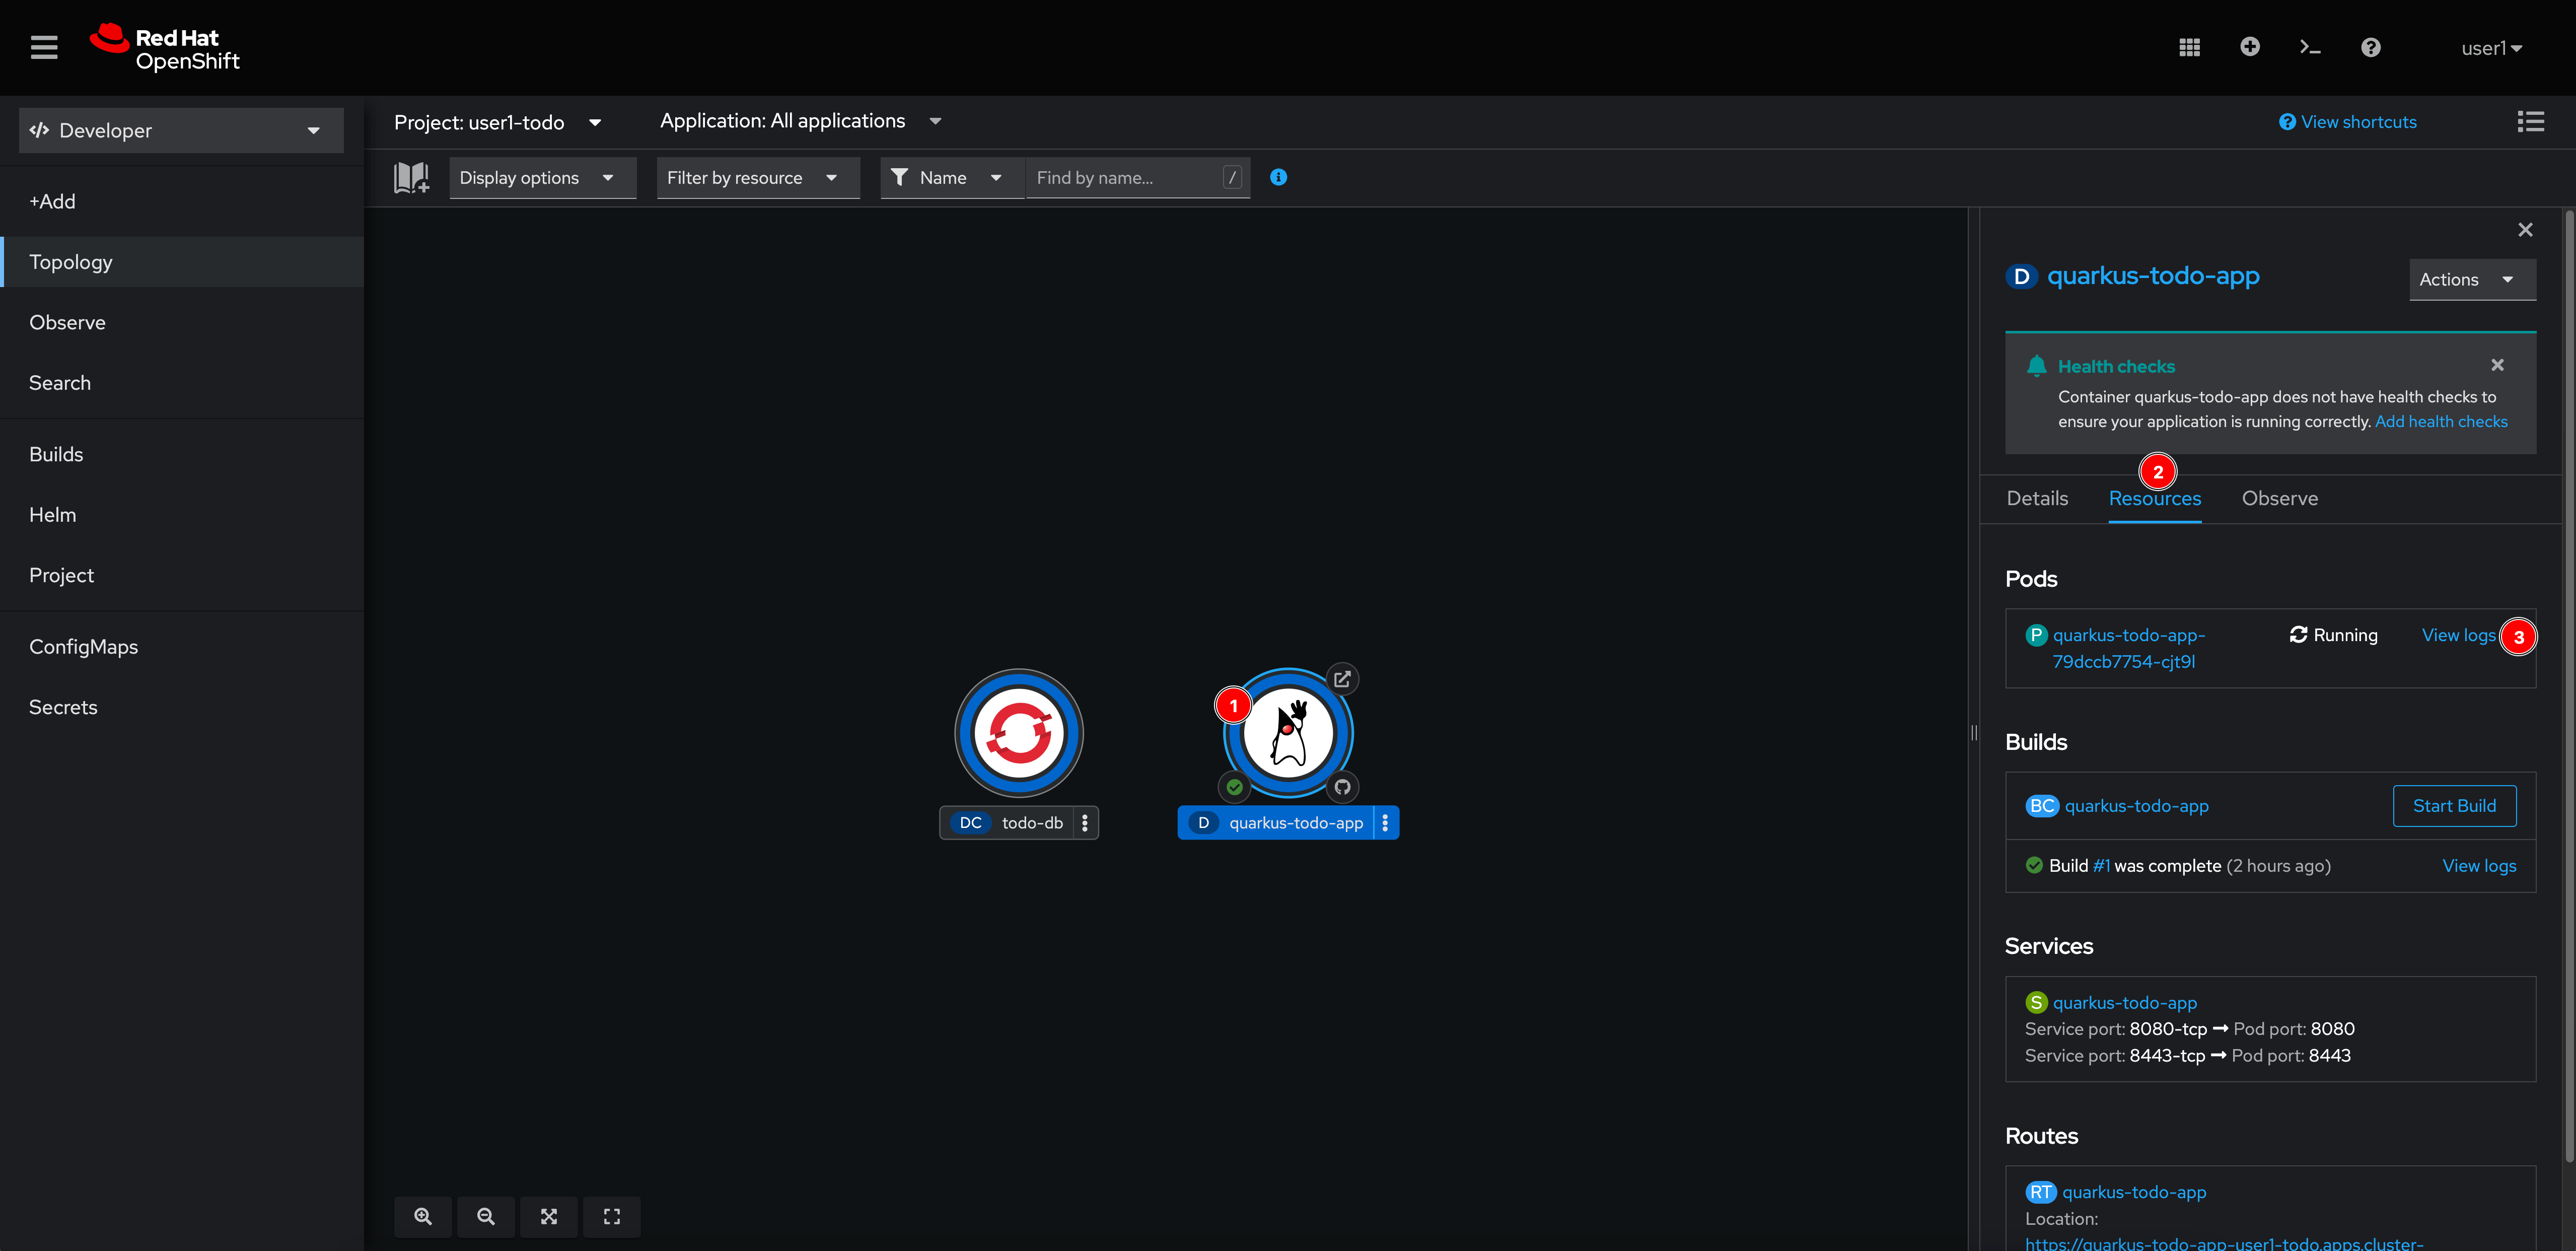 Red Hat
OpenShift
user1
Developer
Project: user1-todo
Application: All applications
View shortcuts
Display options
Filter by resource
Name
Find by name...
/
+Add
Topology
Observe
Search
Builds
Helm
Project
ConfigMaps
Secrets
1
DC todo-db
D quarkus-todo-app
D quarkus-todo-app
Actions
Health checks
Container quarkus-todo-app does not have health checks to
ensure your application is running correctly. Add health checks
2
Details Resources Observe
Pods
P quarkus-todo-app-
79dccb7754-cjt9l
Running
View logs
3
Builds
BC quarkus-todo-app
Start Build
Build #1 was complete (2 hours ago)
View logs
Services
S quarkus-todo-app
Service port: 8080-tcp → Pod port: 8080
Service port: 8443-tcp → Pod port: 8443
Routes
RT quarkus-todo-app
Location:
https://quarkus-todo-app-user1-todo.apps.cluster-